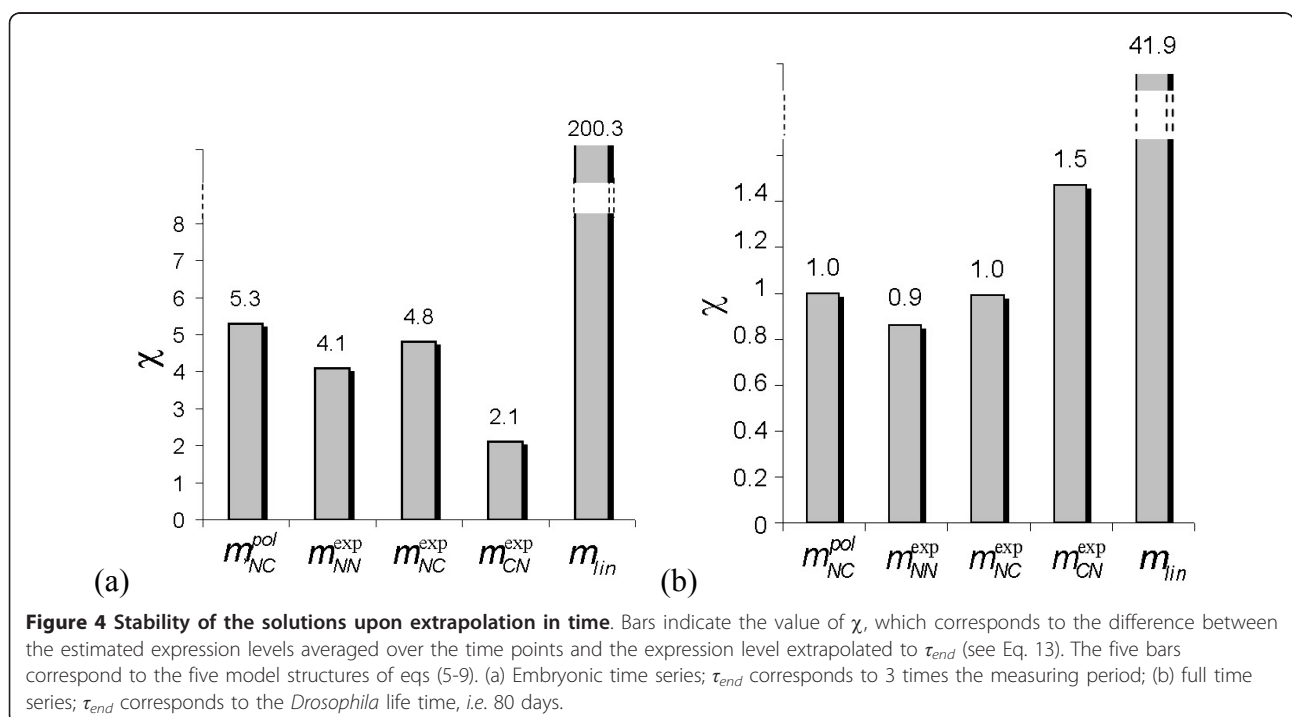 200.3
8
7
6
5
4
3
2
1
0
χ
5.3
4.1
4.8
2.1
m_NC^pol m_NN^exp m_NC^exp m_CN^exp m_lin
(a)
41.9
1.4
1.2
1
0.8
0.6
0.4
0.2
0
χ
1.0
0.9
1.0
1.5
m_NC^pol m_NN^exp m_NC^exp m_CN^exp m_lin
(b)
Figure 4 Stability of the solutions upon extrapolation in time. Bars indicate the value of χ, which corresponds to the difference between
the estimated expression levels averaged over the time points and the expression level extrapolated to τ_end (see Eq. 13). The five bars
correspond to the five model structures of eqs (5-9). (a) Embryonic time series; τ_end corresponds to 3 times the measuring period; (b) full time
series; τ_end corresponds to the Drosophila life time, i.e. 80 days.